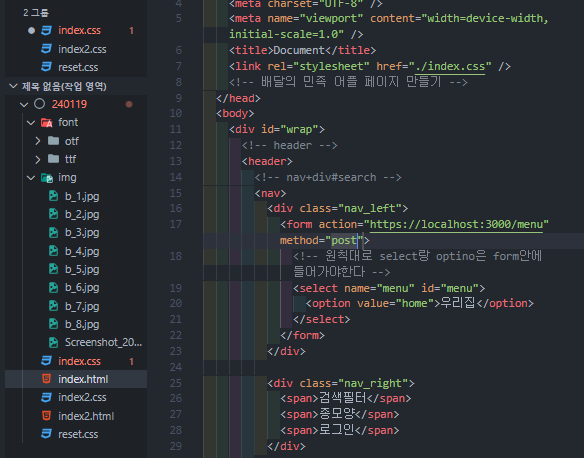 2 그룹
index.css 1
index2.css
reset.css
제목 없음(작업 영역)
240119
font
otf
ttf
img
b_1.jpg
b_2.jpg
b_3.jpg
b_4.jpg
b_5.jpg
b_6.jpg
b_7.jpg
b_8.jpg
Screenshot_20...
index.css 1
index.html
index2.css
index2.html
reset.css
4 <meta charset="UTF-8" />
5 <meta name="viewport" content="width=device-width,
initial-scale=1.0" />
6 <title>Document</title>
7 <link rel="stylesheet" href="./index.css" />
8 <!-- 배달의 민족 어플 페이지 만들기 -->
9 </head>
10 <body>
11 <div id="wrap">
12 <!-- header -->
13 <header>
14 <!-- nav+div#search -->
15 <nav>
16 <div class="nav_left">
17 <form action="https://localhost:3000/menu"
method="post">
18 <!-- 원칙대로 select랑 optino은 form안에
들어가야한다 -->
19 <select name="menu" id="menu">
20 <option value="home">우리집</option>
21 </select>
22 </form>
23 </div>
24
25 <div class="nav_right">
26 <span>검색필터</span>
27 <span>종모양</span>
28 <span>로그인</span>
29 </div>